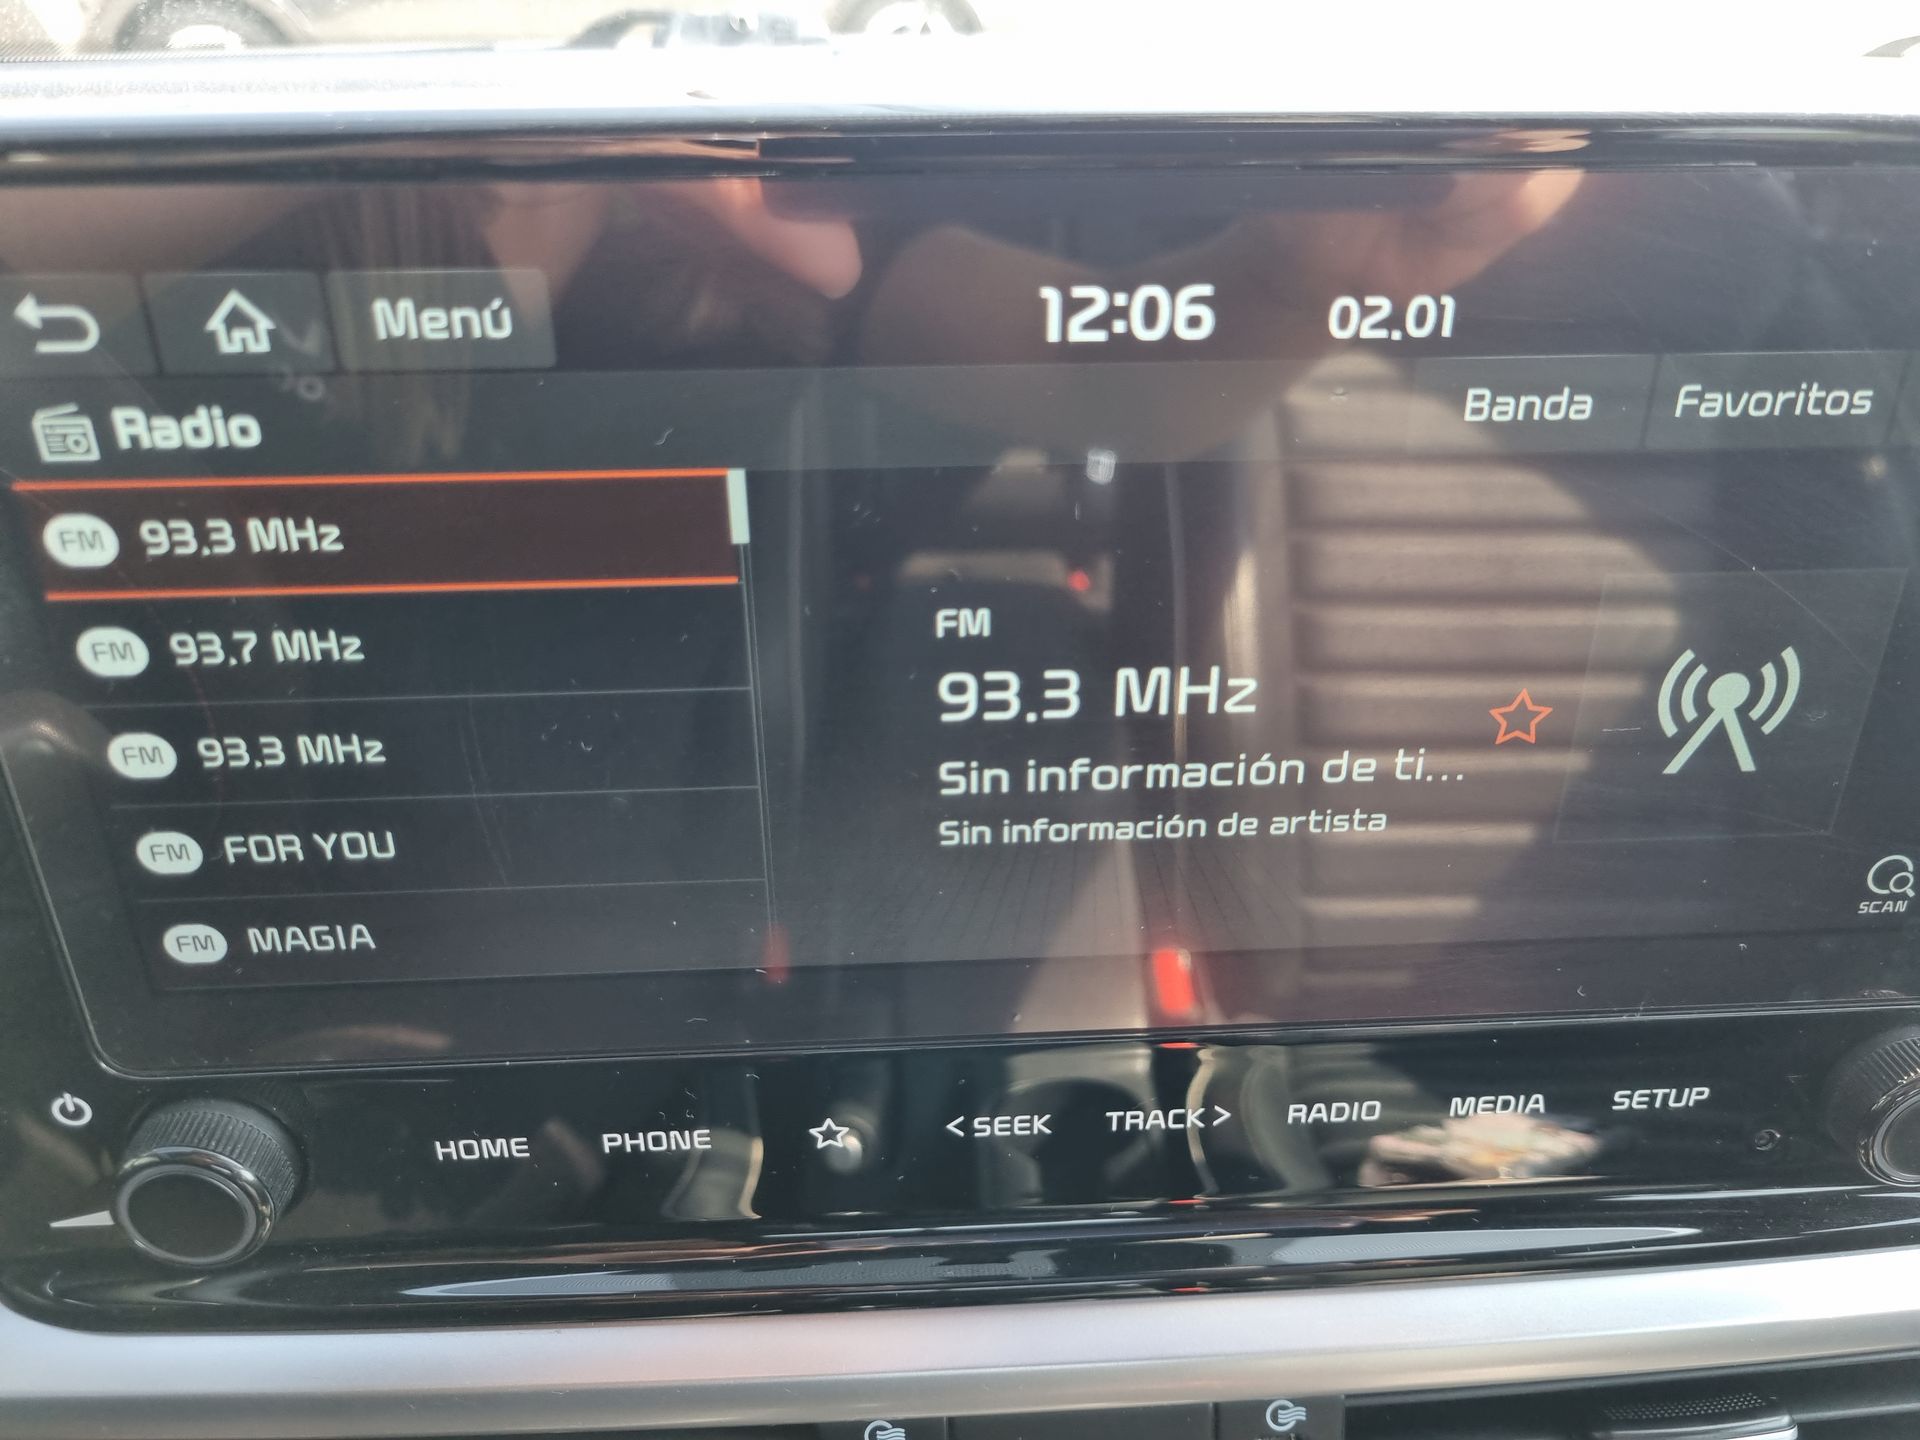 Menú
12:06
02.01
Radio
Banda
Favoritos
FM 93.3 MHz
FM 93.7 MHz
FM 93.3 MHz
FM FOR YOU
FM MAGIA
FM
93.3 MHz
Sin información de ti...
Sin información de artista
SCAN
HOME
PHONE
< SEEK
TRACK >
RADIO
MEDIA
SETUP